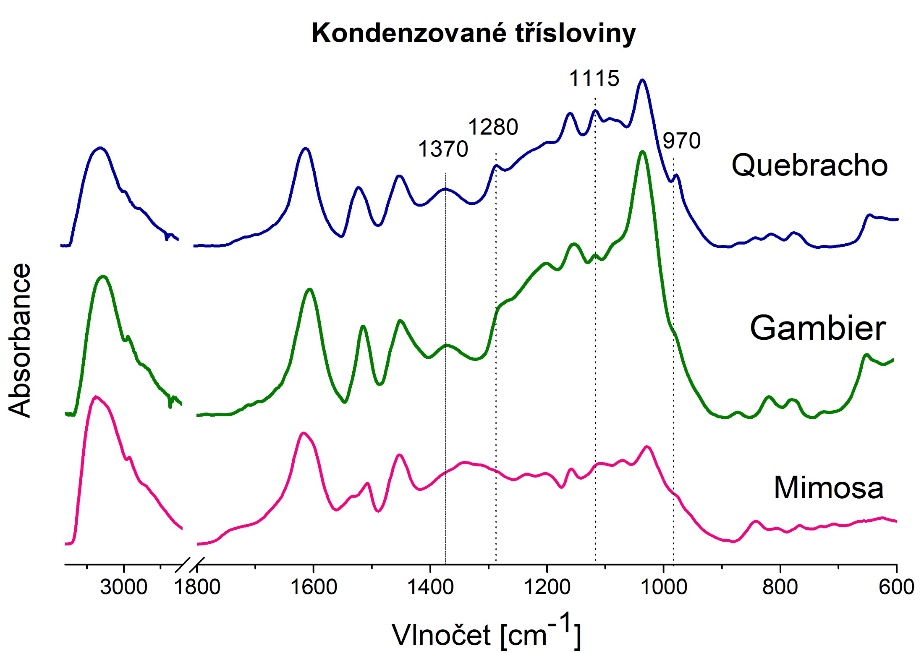 Kondenzované třísloviny
1115
1280
1370
970
Quebracho
Gambier
Mimosa
Absorbance
3000 1800 1600 1400 1200 1000 800 600
Vlnočet [cm-1]